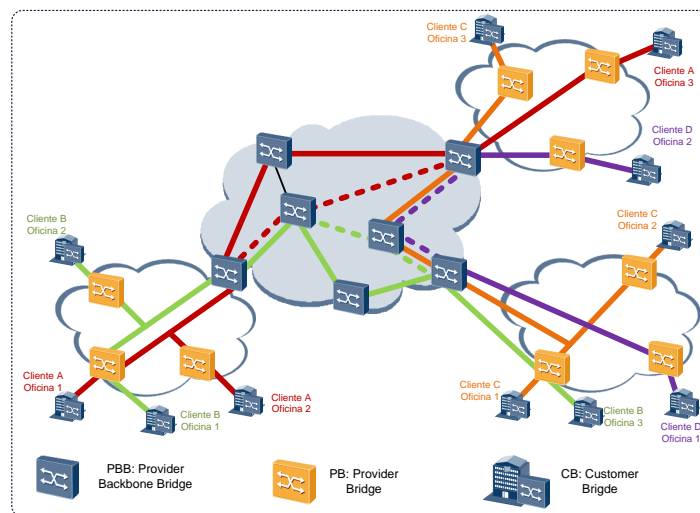 Cliente C
Oficina 3
Cliente A
Oficina 3
Cliente D
Oficina 2
Cliente B
Oficina 2
Cliente C
Oficina 2
Cliente A
Oficina 1
Cliente B
Oficina 1
Cliente A
Oficina 2
Cliente C
Oficina 1
Cliente B
Oficina 3
Cliente D
Oficina 1
PBB: Provider
Backbone Bridge
PB: Provider
Bridge
CB: Customer
Brigde